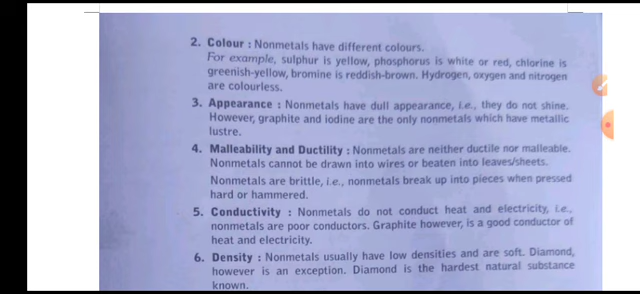 2. Colour : Nonmetals have different colours.
For example, sulphur is yellow, phosphorus is white or red, chlorine is
greenish-yellow, bromine is reddish-brown. Hydrogen, oxygen and nitrogen
are colourless.
3. Appearance : Nonmetals have dull appearance, i.e., they do not shine.
However, graphite and iodine are the only nonmetals which have metallic
lustre.
4. Malleability and Ductility : Nonmetals are neither ductile nor malleable.
Nonmetals cannot be drawn into wires or beaten into leaves/sheets.
Nonmetals are brittle, i.e., nonmetals break up into pieces when pressed
hard or hammered.
5. Conductivity : Nonmetals do not conduct heat and electricity, i.e.,
nonmetals are poor conductors. Graphite however, is a good conductor of
heat and electricity.
6. Density : Nonmetals usually have low densities and are soft. Diamond,
however is an exception. Diamond is the hardest natural substance
known.